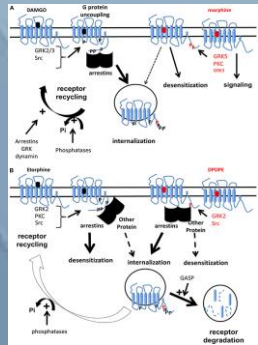 A
DAMGO
G protein
uncoupling
morphine
GRK2/3
Src
PP
arrestins
GRK5
PKC
desensitization
signaling
receptor
recycling
Pi
Phosphatases
internalization
Arrestins
GRK
dynamin
B
Etorphine
DPDPE
GRK2
PKC
Src
arrestins
Other
Protein
arrestins
Other
Protein
GRK2
Src
receptor
recycling
desensitization
internalization
desensitization
GASP
Pi
phosphatases
receptor
degradation